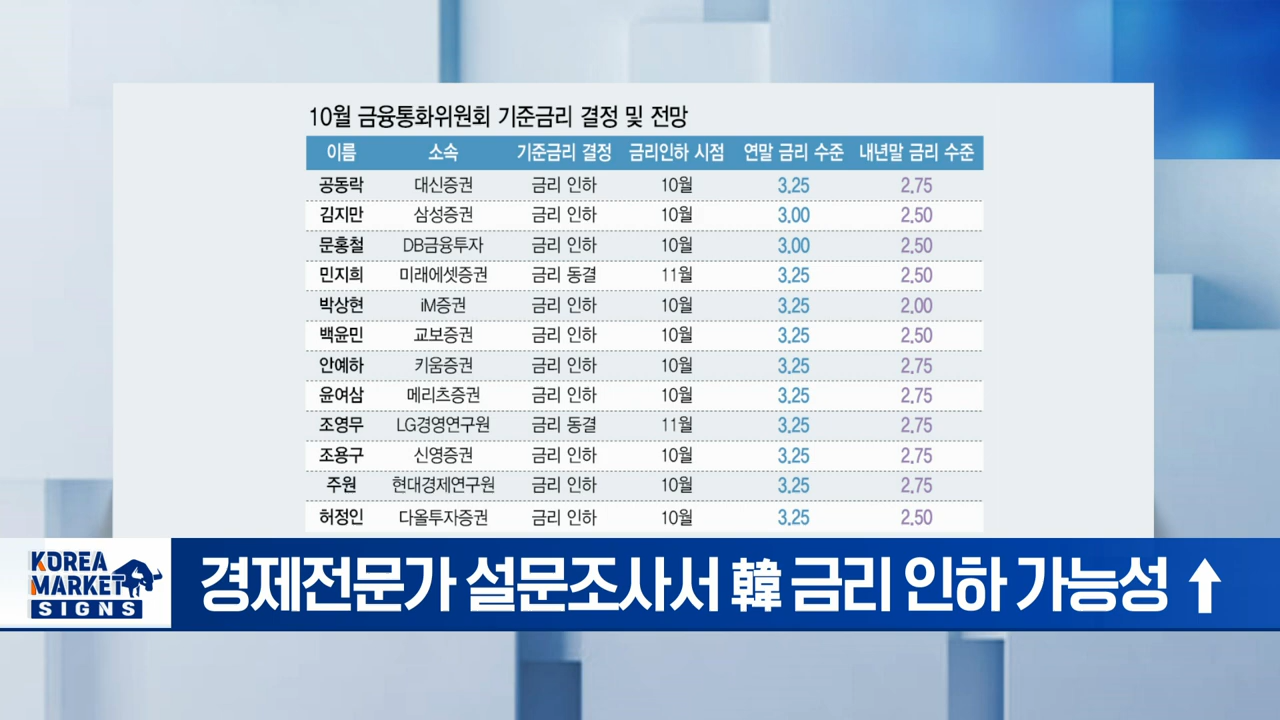 10월 금융통화위원회 기준금리 결정 및 전망
이름 소속 기준금리 결정 금리인하 시점 연말 금리 수준 내년말 금리 수준
공동락 대신증권 금리 인하 10월 3.25 2.75
김지만 삼성증권 금리 인하 10월 3.00 2.50
문홍철 DB금융투자 금리 인하 10월 3.00 2.50
민지희 미래에셋증권 금리 동결 11월 3.25 2.50
박상현 iM증권 금리 인하 10월 3.25 2.00
백윤민 교보증권 금리 인하 10월 3.25 2.50
안예하 키움증권 금리 인하 10월 3.25 2.75
윤여삼 메리츠증권 금리 인하 10월 3.25 2.75
조영무 LG경영연구원 금리 동결 11월 3.25 2.75
조용구 신영증권 금리 인하 10월 3.25 2.75
주원 현대경제연구원 금리 인하 10월 3.25 2.75
허정인 다올투자증권 금리 인하 10월 3.25 2.50
KOREA
MARKET
SIGNS
경제전문가 설문조사서 韓 금리 인하 가능성 ↑